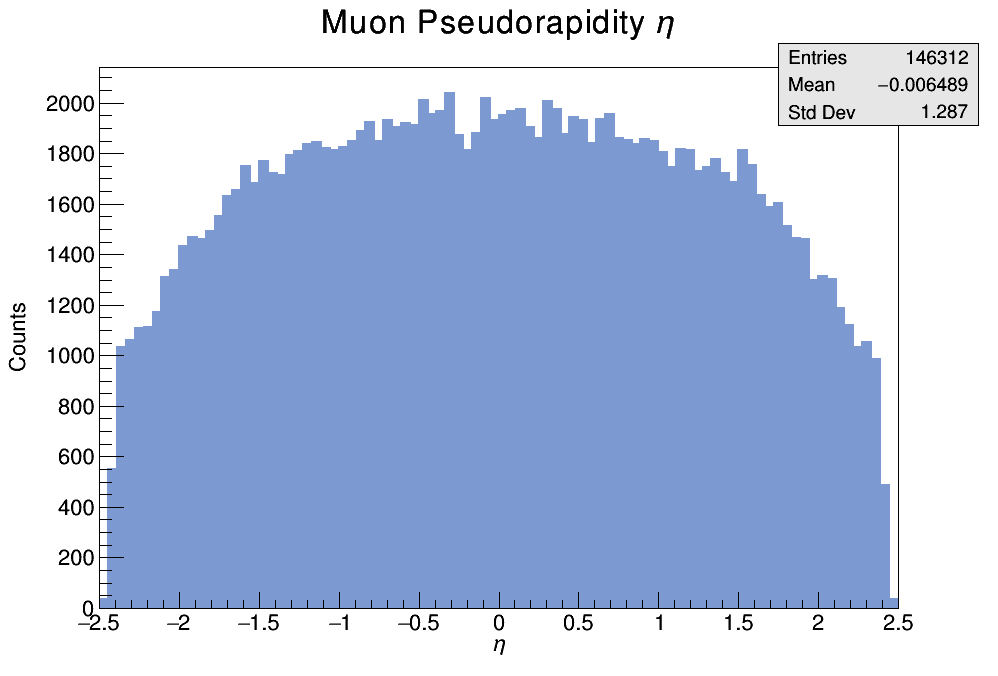 Muon Pseudorapidity η
Entries 146312
Mean −0.006489
Std Dev 1.287
2000
1800
1600
1400
1200
1000
800
600
400
200
0
Counts
−2.5 −2 −1.5 −1 −0.5 0 0.5 1 1.5 2 2.5
η